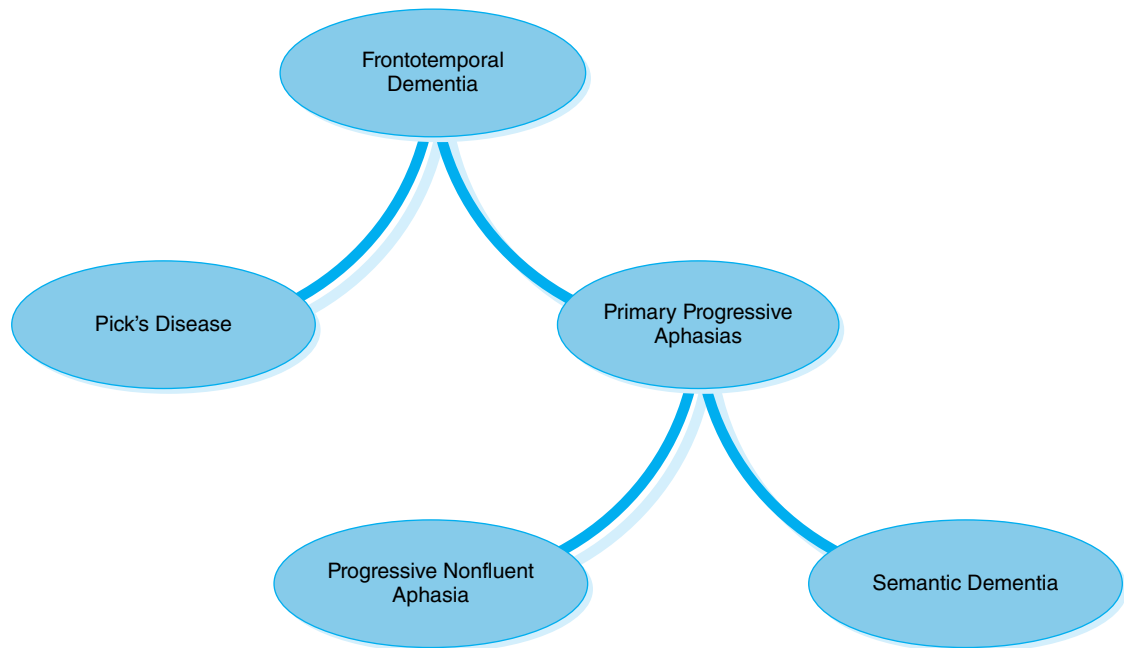 Frontotemporal
Dementia
Pick's Disease
Primary Progressive
Aphasias
Progressive Nonfluent
Aphasia
Semantic Dementia